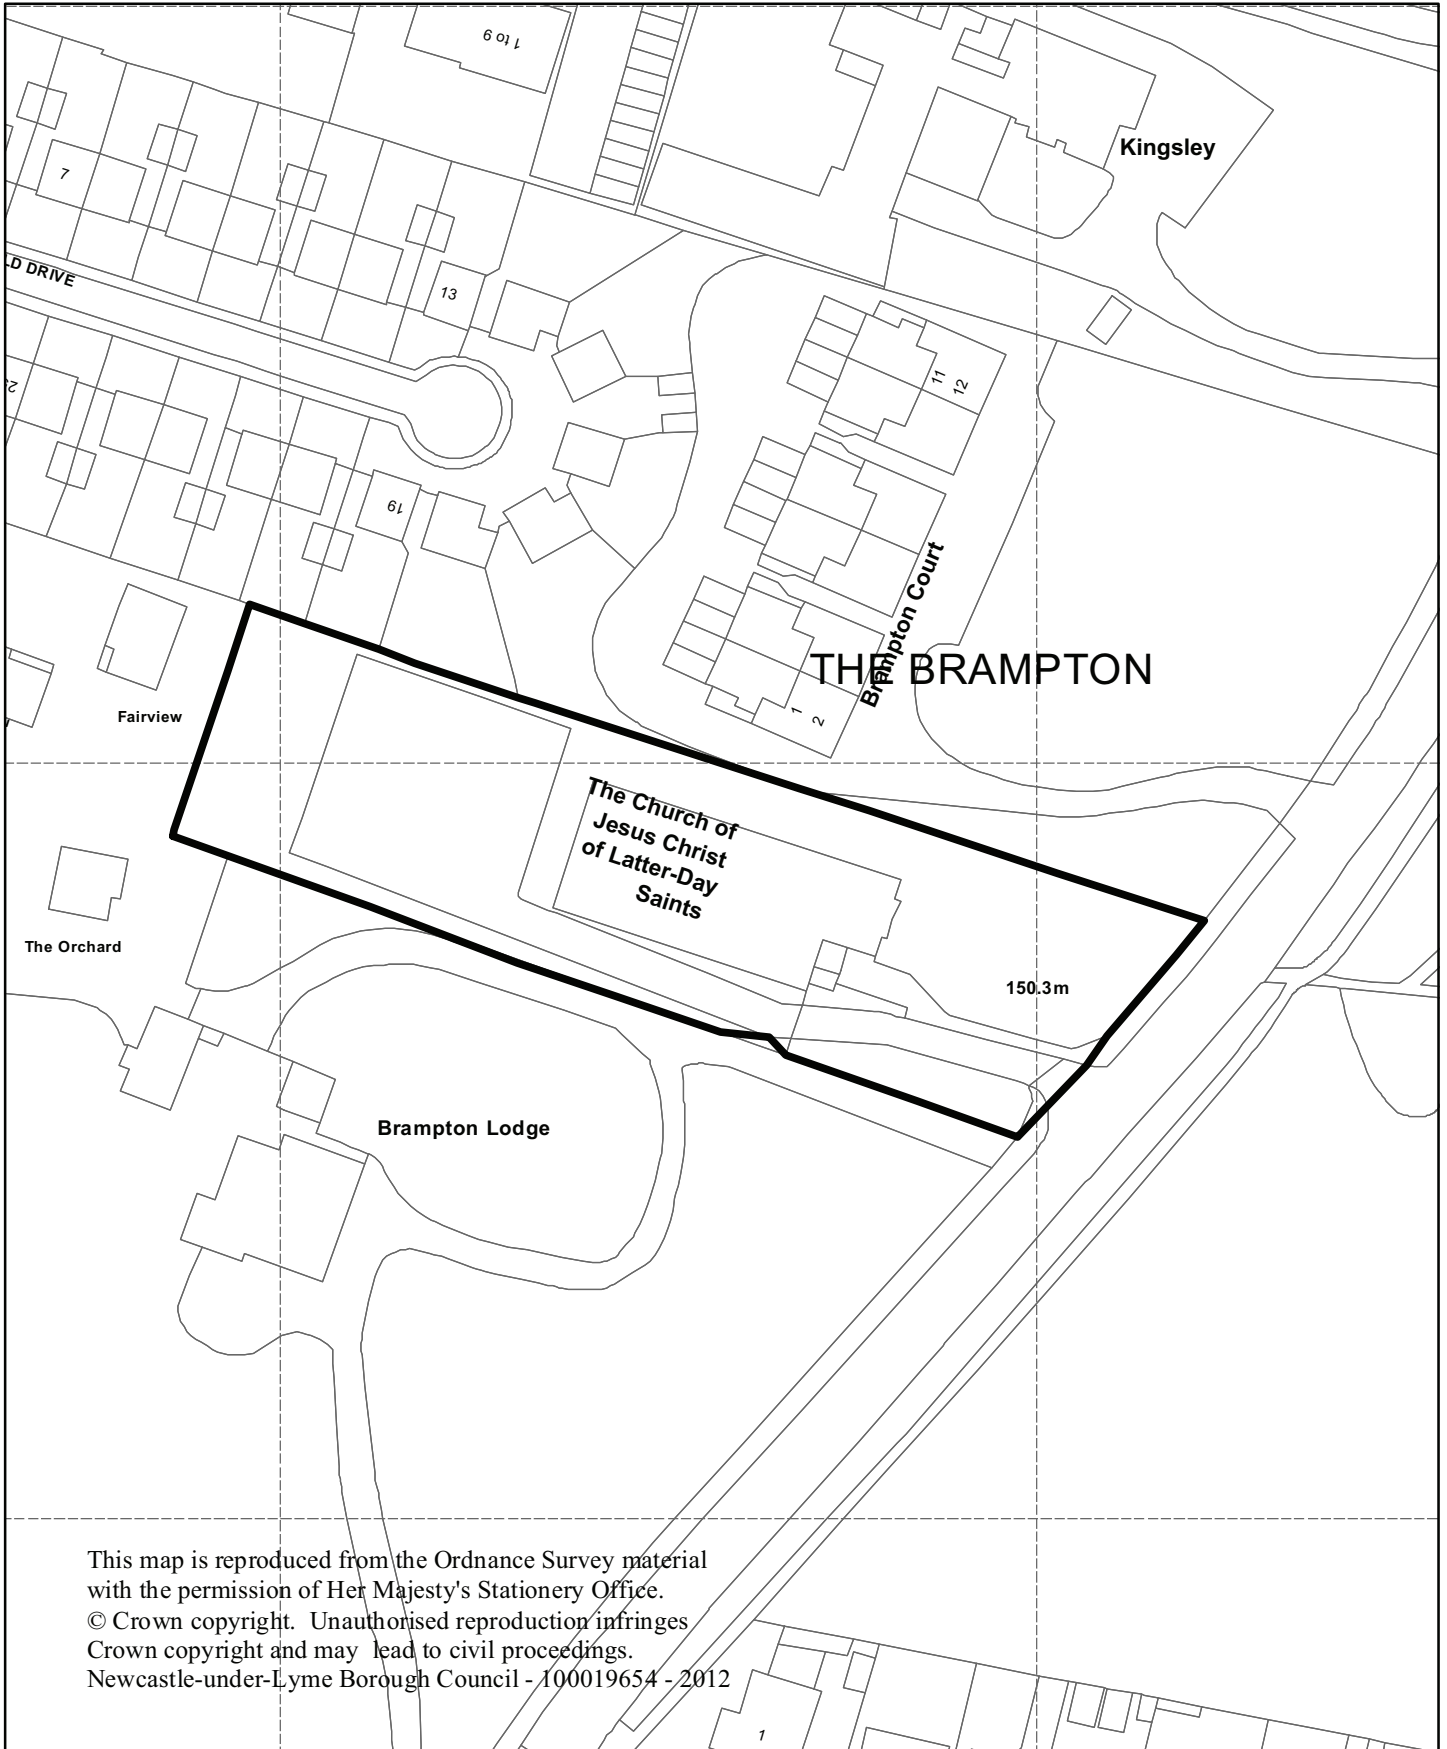 1 to 9
Kingsley
7
LD DRIVE
13
11
12
19
Brampton Court
THE BRAMPTON
1
2
Fairview
The Church of
Jesus Christ
of Latter-Day
Saints
The Orchard
150.3m
Brampton Lodge
This map is reproduced from the Ordnance Survey material
with the permission of Her Majesty's Stationery Office.
© Crown copyright. Unauthorised reproduction infringes
Crown copyright and may lead to civil proceedings.
Newcastle-under-Lyme Borough Council - 100019654 - 2012
1